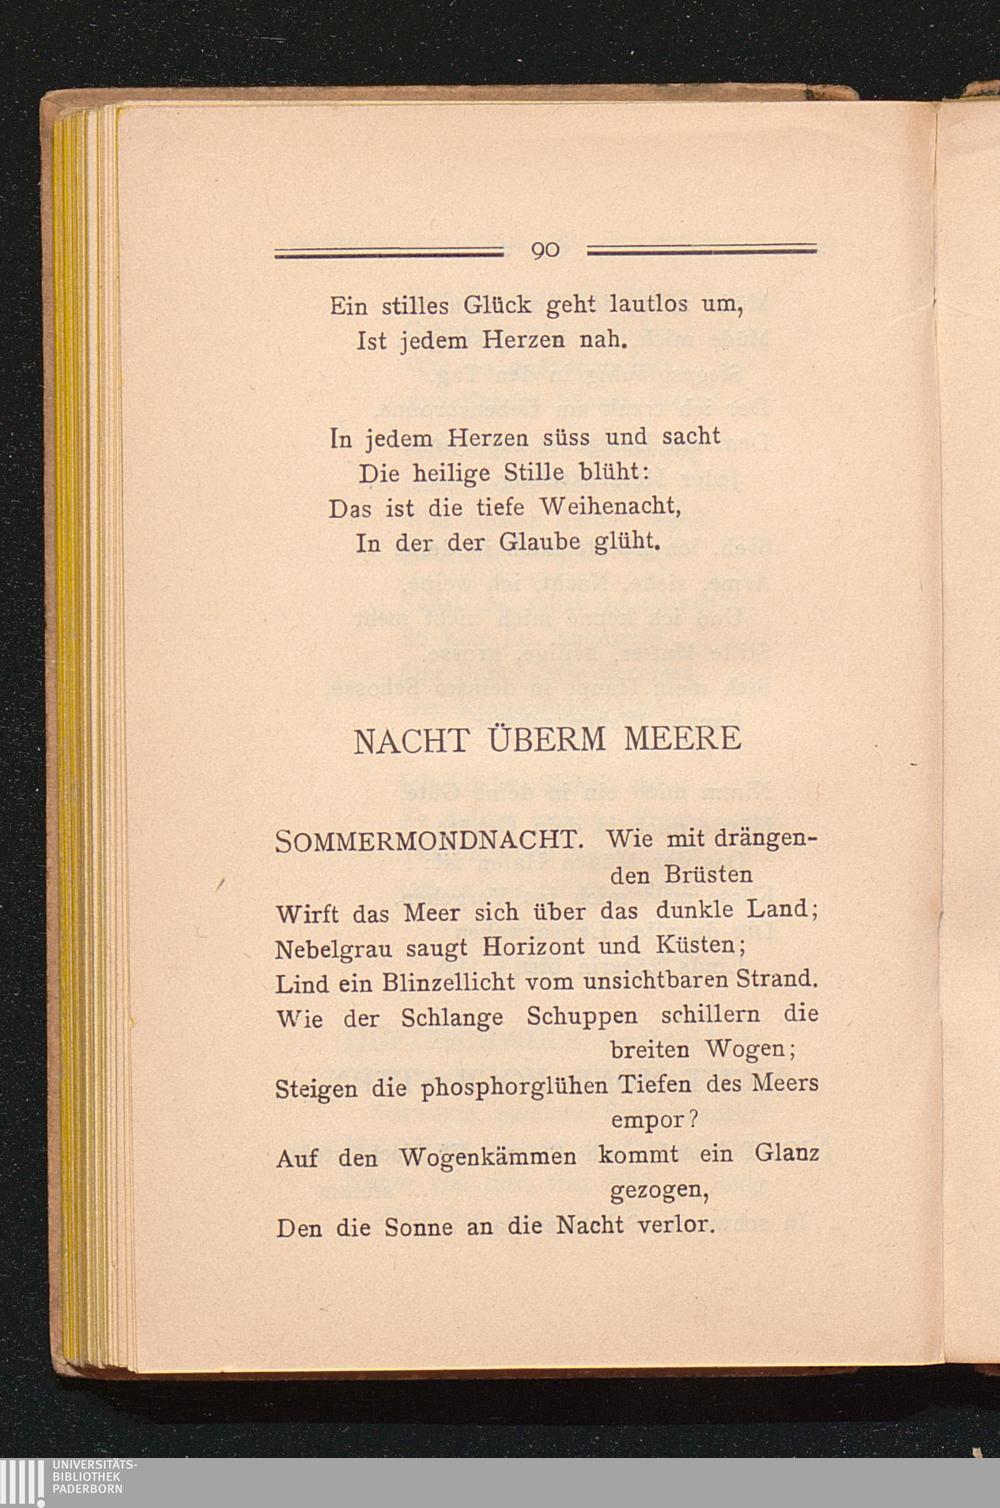 90
Ein stilles Glück geht lautlos um,
Ist jedem Herzen nah.
In jedem Herzen süss und sacht
Die heilige Stille blüht:
Das ist die tiefe Weihenacht,
In der der Glaube glüht.
NACHT ÜBERM MEERE
SOMMERMONDNACHT. Wie mit drängen-
den Brüsten
Wirft das Meer sich über das dunkle Land;
Nebelgrau saugt Horizont und Küsten;
Lind ein Blinzellicht vom unsichtbaren Strand.
Wie der Schlange Schuppen schillern die
breiten Wogen;
Steigen die phosphorglühen Tiefen des Meers
empor?
Auf den Wogenkämmen kommt ein Glanz
gezogen,
Den die Sonne an die Nacht verlor.
UNIVERSITÄTS-
BIBLIOTHEK
PADERBORN